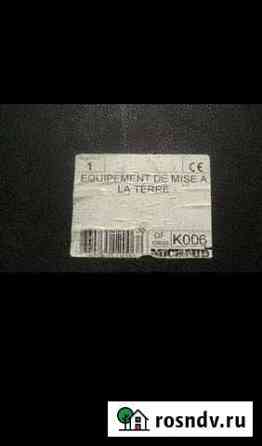 1
CE
EQUIPEMENT DE MISE A
LA TERRE
K006
rosndv.ru